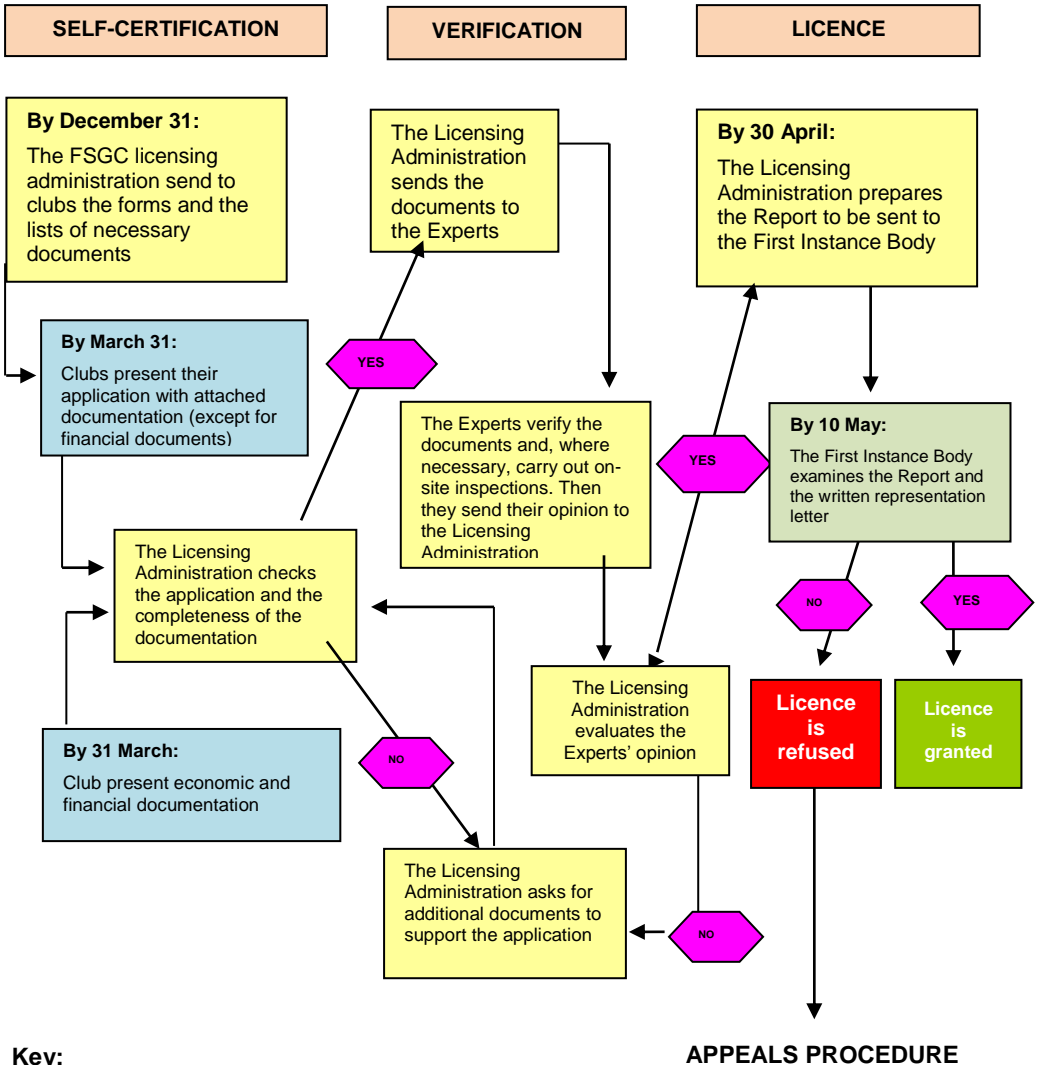 SELF-CERTIFICATION
VERIFICATION
LICENCE
By December 31:
The FSGC licensing
administration send to
clubs the forms and the
lists of necessary
documents
The Licensing
Administration
sends the
documents to
the Experts
By 30 April:
The Licensing
Administration prepares
the Report to be sent to
the First Instance Body
By March 31:
Clubs present their
application with attached
documentation (except for
financial documents)
YES
The Experts verify the
documents and, where
necessary, carry out on-
site inspections. Then
they send their opinion to
the Licensing
Administration
YES
By 10 May:
The First Instance Body
examines the Report and
the written representation
letter
The Licensing
Administration checks
the application and the
completeness of the
documentation
NO
YES
The Licensing
Administration
evaluates the
Experts' opinion
Licence
is
refused
Licence
is
granted
By 31 March:
Club present economic and
financial documentation
NO
The Licensing
Administration asks for
additional documents to
support the application
NO
Key:
APPEALS PROCEDURE